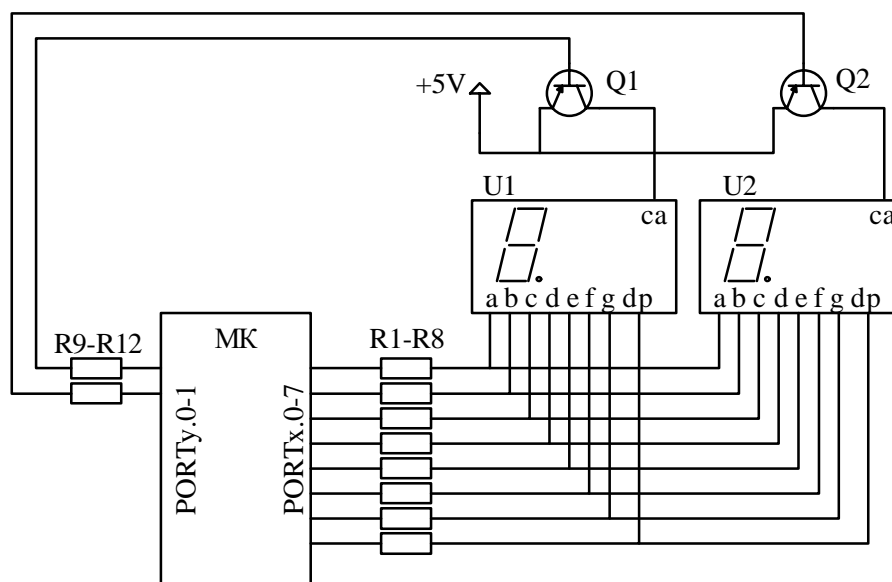 +5V
Q1
Q2
U1
U2
ca
ca
a b c d e f g dp
a b c d e f g dp
R9-R12
МК
R1-R8
PORTy.0-1
PORTx.0-7